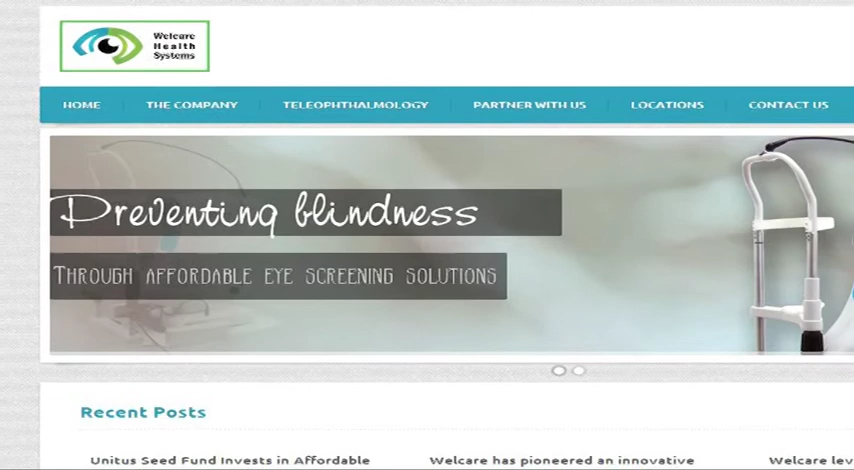 Welcare
Health
Systems
HOME THE COMPANY TELEOPHTHALMOLOGY PARTNER WITH US LOCATIONS CONTACT US
Preventing blindness
THROUGH AFFORDABLE EYE SCREENING SOLUTIONS
Recent Posts
Unitus Seed Fund Invests in Affordable Welcare has pioneered an innovative Welcare lev